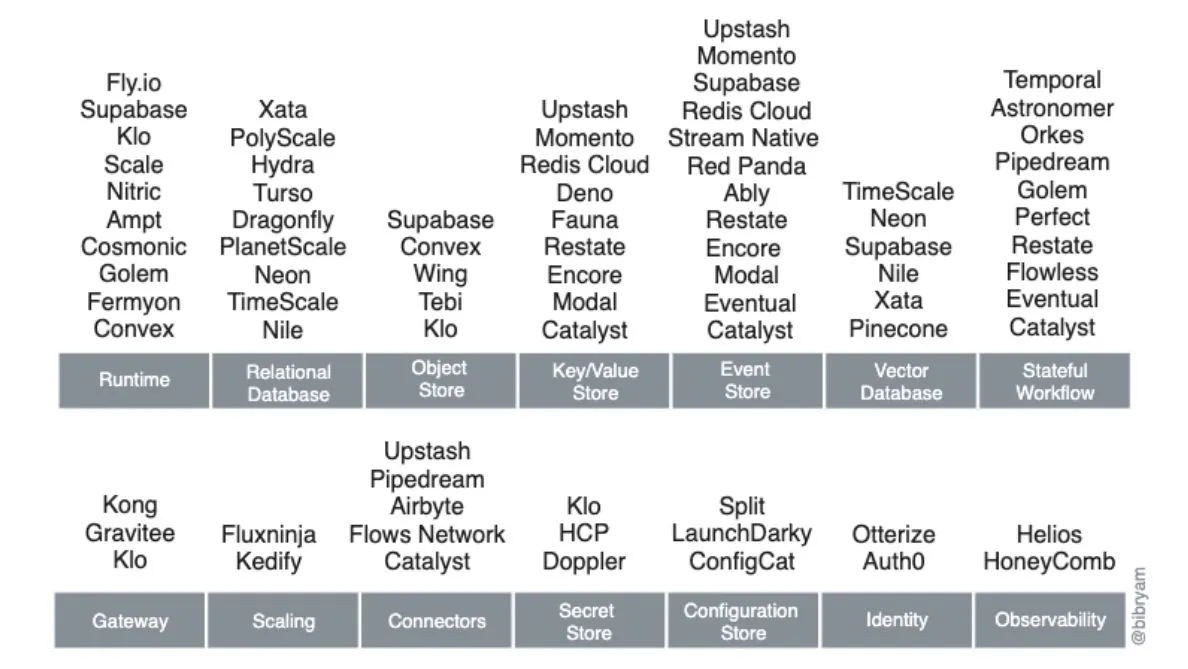 Fly.io
Supabase
Klo
Scale
Nitric
Ampt
Cosmonic
Golem
Fermyon
Convex
Runtime
Xata
PolyScale
Hydra
Turso
Dragonfly
PlanetScale
Neon
TimeScale
Nile
Relational
Database
Supabase
Convex
Wing
Tebi
Klo
Object
Store
Upstash
Momento
Redis Cloud
Deno
Fauna
Restate
Encore
Modal
Catalyst
Key/Value
Store
Upstash
Momento
Supabase
Redis Cloud
Stream Native
Red Panda
Ably
Restate
Encore
Modal
Eventual
Catalyst
Event
Store
TimeScale
Neon
Supabase
Nile
Xata
Pinecone
Vector
Database
Temporal
Astronomer
Orkes
Pipedream
Golem
Perfect
Restate
Flowless
Eventual
Catalyst
Stateful
Workflow
Kong
Gravitee
Klo
Gateway
Fluxninja
Kedify
Scaling
Upstash
Pipedream
Airbyte
Flows Network
Catalyst
Connectors
Klo
HCP
Doppler
Secret
Store
Split
LaunchDarky
ConfigCat
Configuration
Store
Otterize
Auth0
Identity
Helios
HoneyComb
Observability
@bibryam